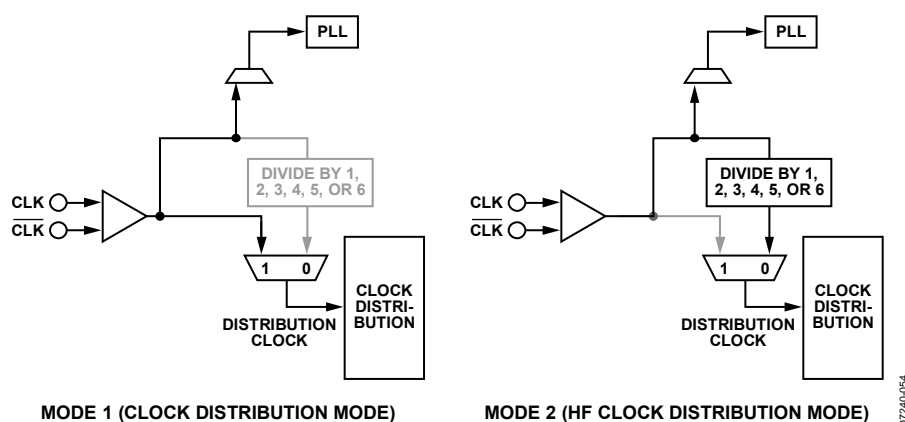 PLL
DIVIDE BY 1,
2, 3, 4, 5, OR 6
CLK
CLK
1 0
DISTRIBUTION
CLOCK
CLOCK
DISTRI-
BUTION
MODE 1 (CLOCK DISTRIBUTION MODE)
PLL
DIVIDE BY 1,
2, 3, 4, 5, OR 6
CLK
CLK
1 0
DISTRIBUTION
CLOCK
CLOCK
DISTRI-
BUTION
MODE 2 (HF CLOCK DISTRIBUTION MODE)
07240-054